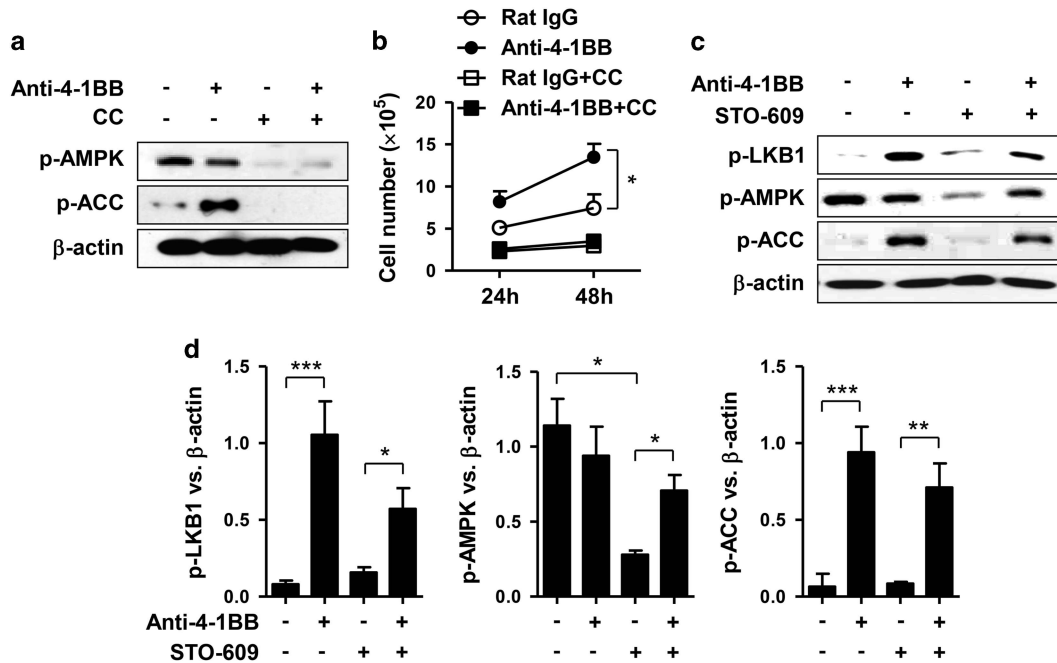 a
Anti-4-1BB - + - +
CC - - + +
p-AMPK
p-ACC
β-actin
b
Rat IgG
Anti-4-1BB
Rat IgG+CC
Anti-4-1BB+CC
Cell number (×10⁵)
20
15
10
5
0
24h 48h
*
c
Anti-4-1BB - + - +
STO-609 - - + +
p-LKB1
p-AMPK
p-ACC
β-actin
d
p-LKB1 vs. β-actin
1.5
1.0
0.5
0.0
***
*
Anti-4-1BB - + - +
STO-609 - - + +
p-AMPK vs. β-actin
1.5
1.0
0.5
0.0
*
*
- + - +
- - + +
p-ACC vs. β-actin
1.5
1.0
0.5
0.0
***
**
- + - +
- - + +